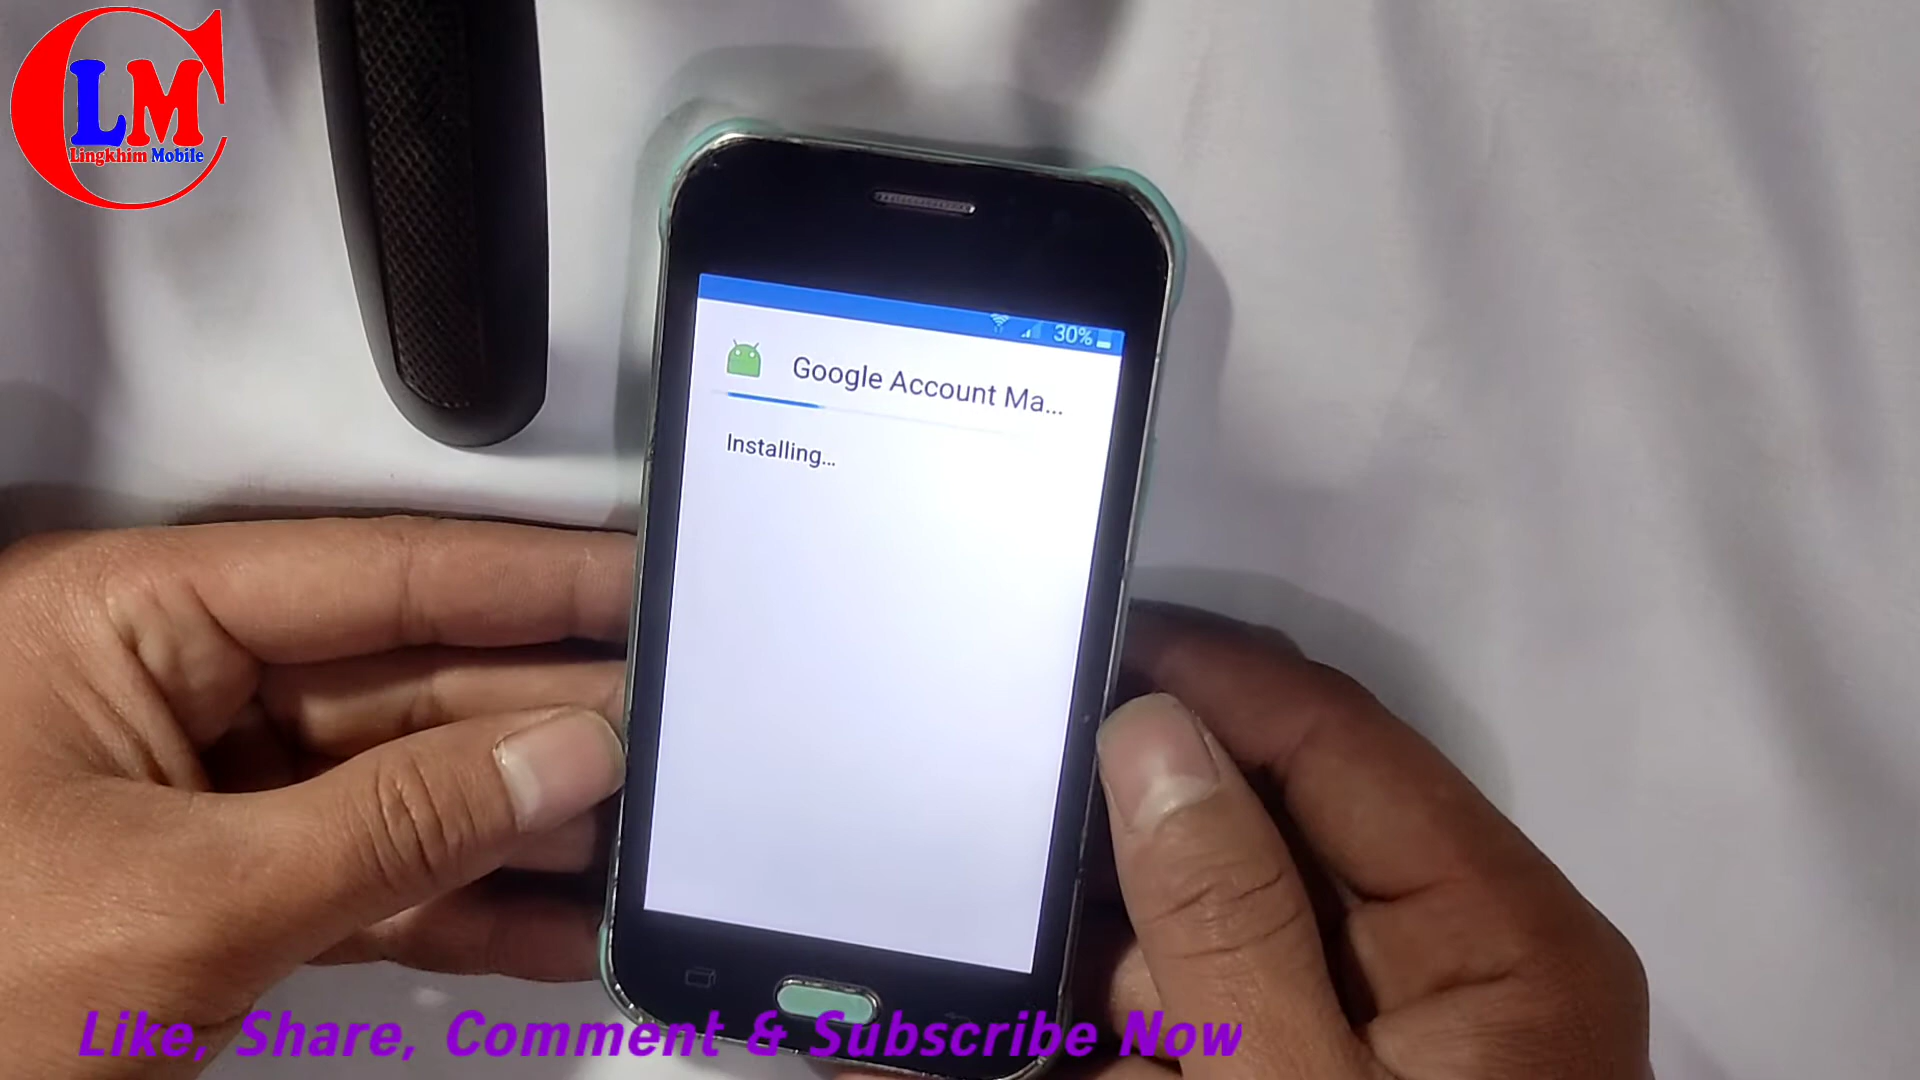 LM
Lingkhim Mobile
30%
Google Account Ma...
Installing...
Like, Share, Comment & Subscribe Now